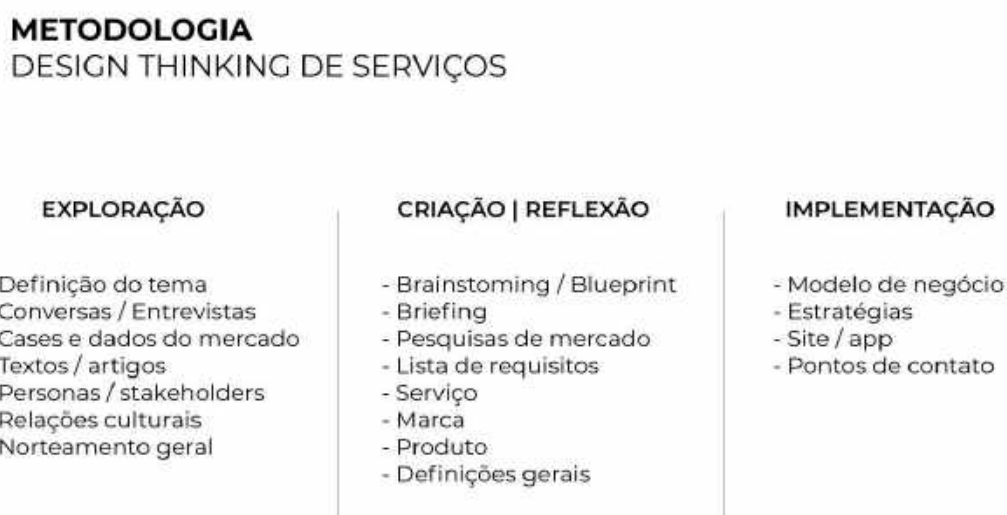 METODOLOGIA
DESIGN THINKING DE SERVIÇOS
EXPLORAÇÃO
Definição do tema
Conversas / Entrevistas
Cases e dados do mercado
Textos / artigos
Personas / stakeholders
Relações culturais
Norteamento geral
CRIAÇÃO | REFLEXÃO
- Brainstoming / Blueprint
- Briefing
- Pesquisas de mercado
- Lista de requisitos
- Serviço
- Marca
- Produto
- Definições gerais
IMPLEMENTAÇÃO
- Modelo de negócio
- Estratégias
- Site / app
- Pontos de contato